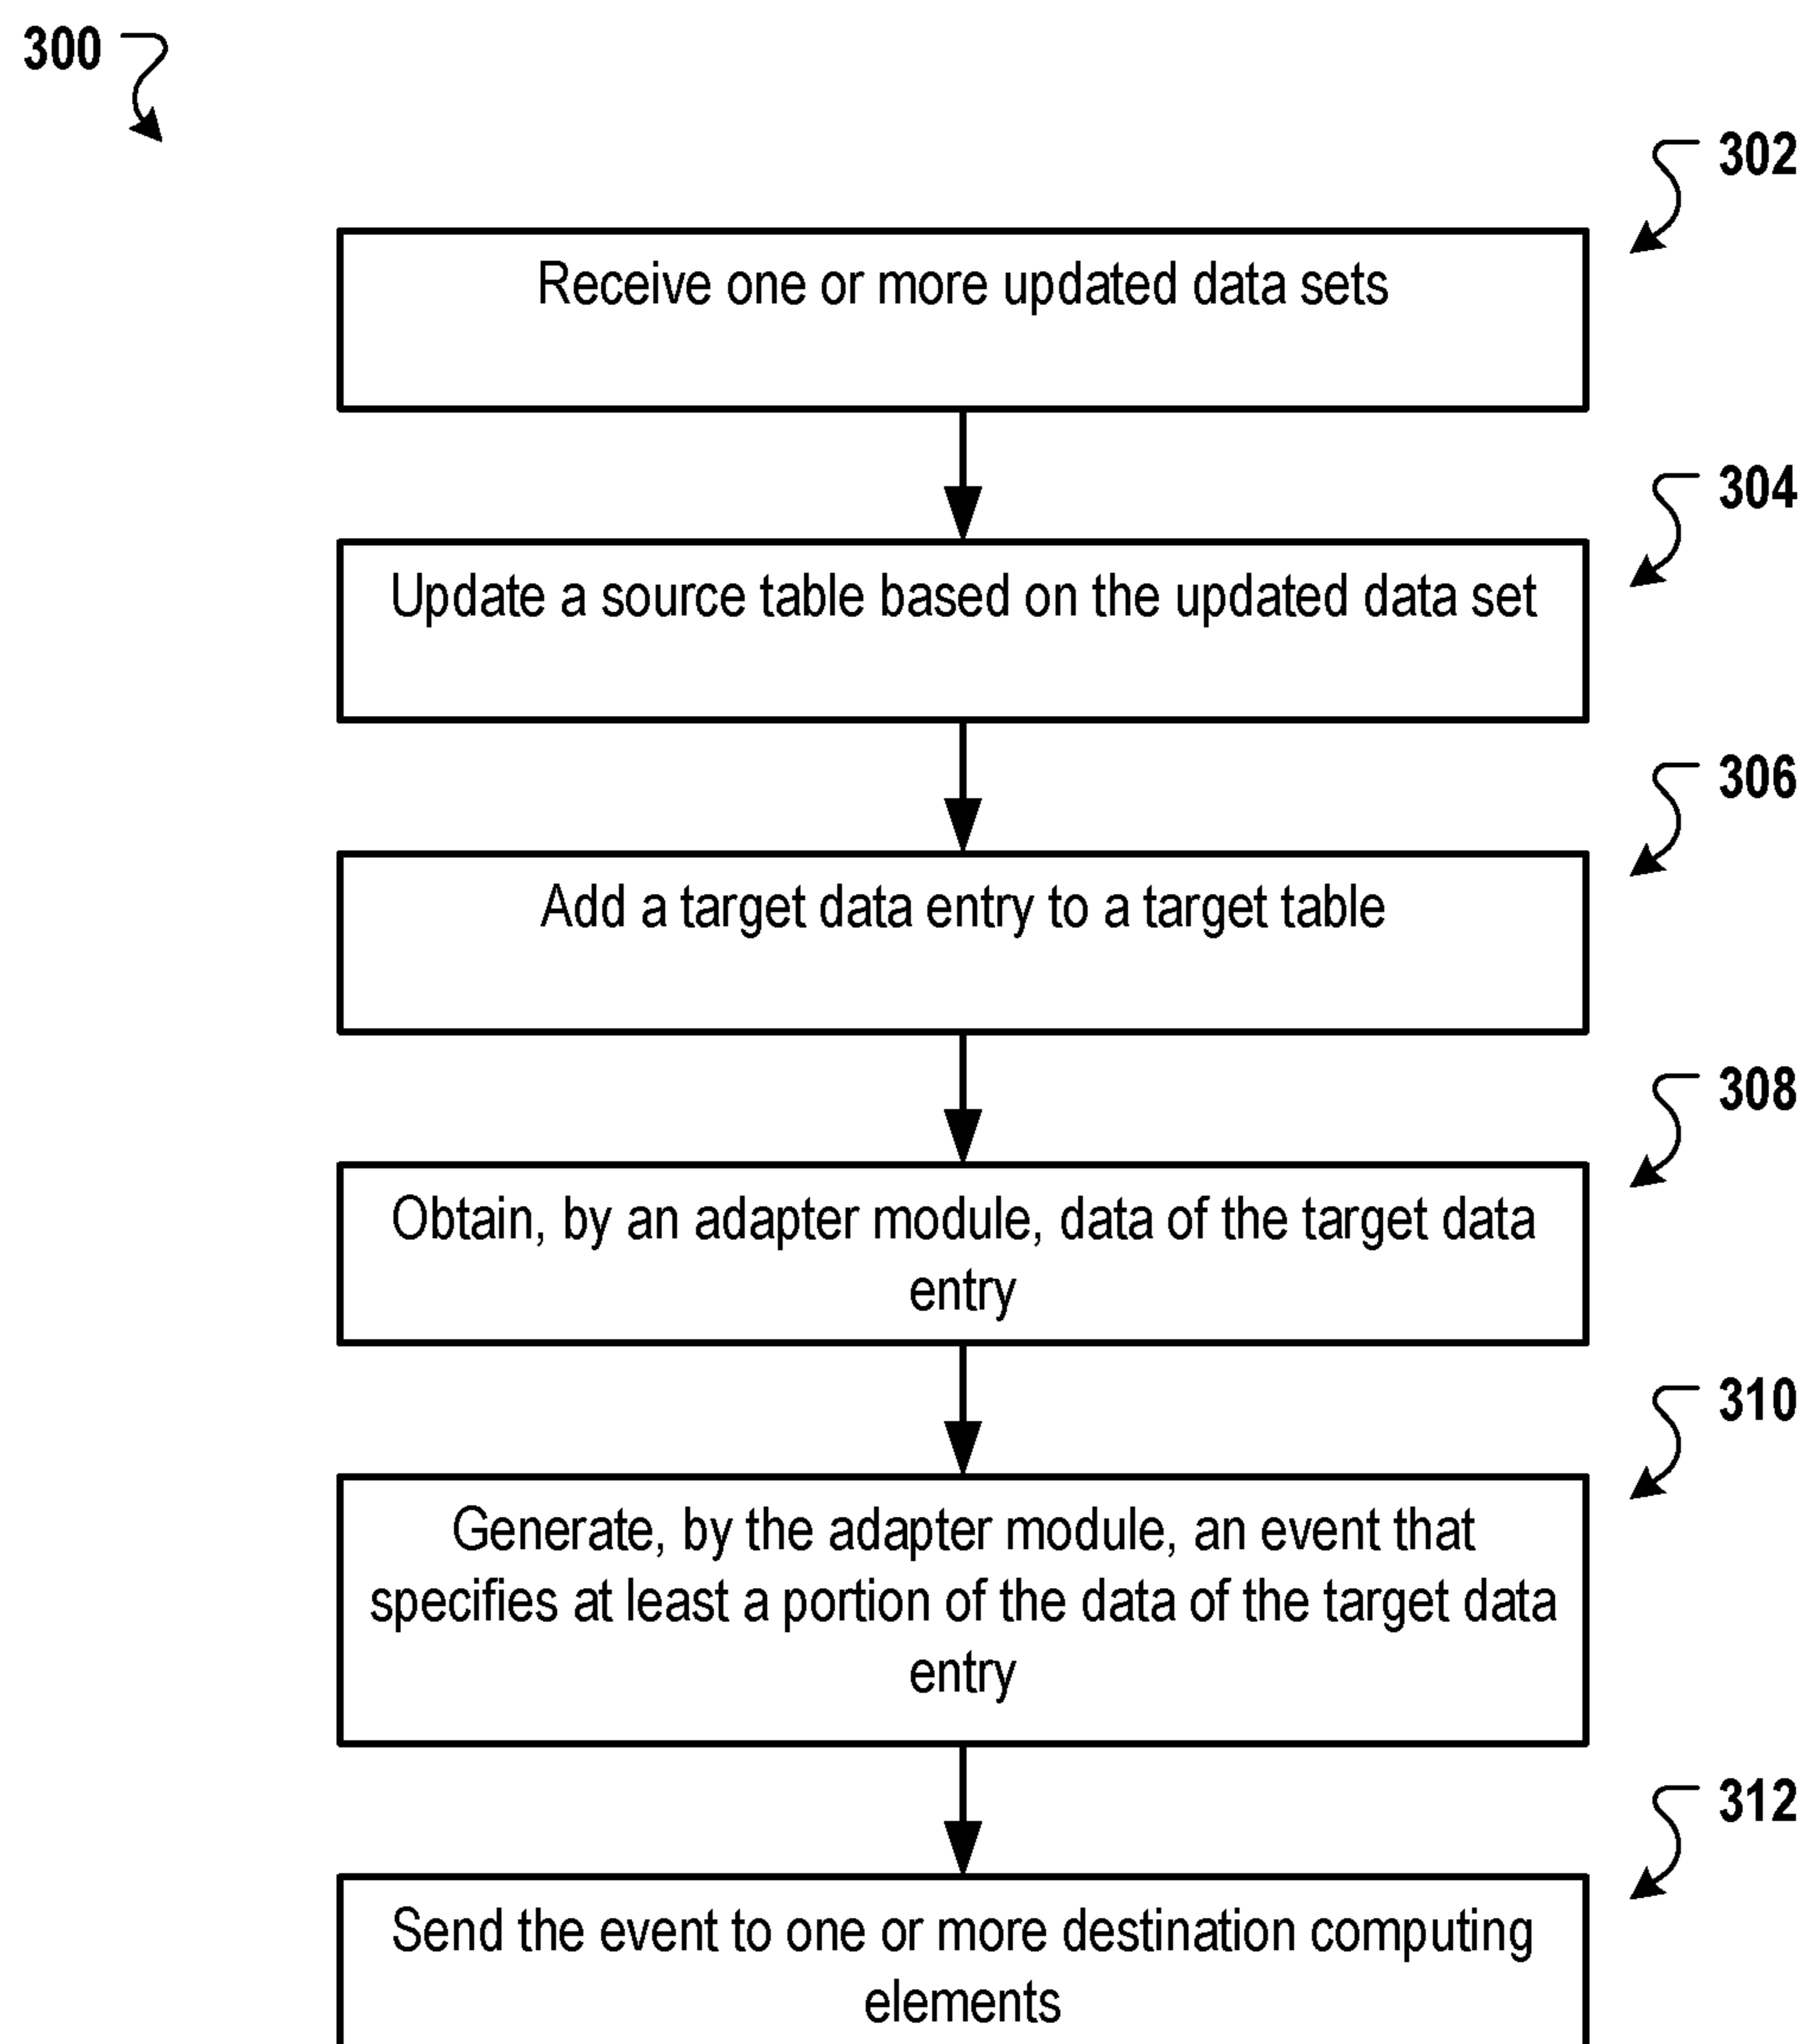 300
302
Receive one or more updated data sets
304
Update a source table based on the updated data set
306
Add a target data entry to a target table
308
Obtain, by an adapter module, data of the target data
entry
310
Generate, by the adapter module, an event that
specifies at least a portion of the data of the target data
entry
312
Send the event to one or more destination computing
elements